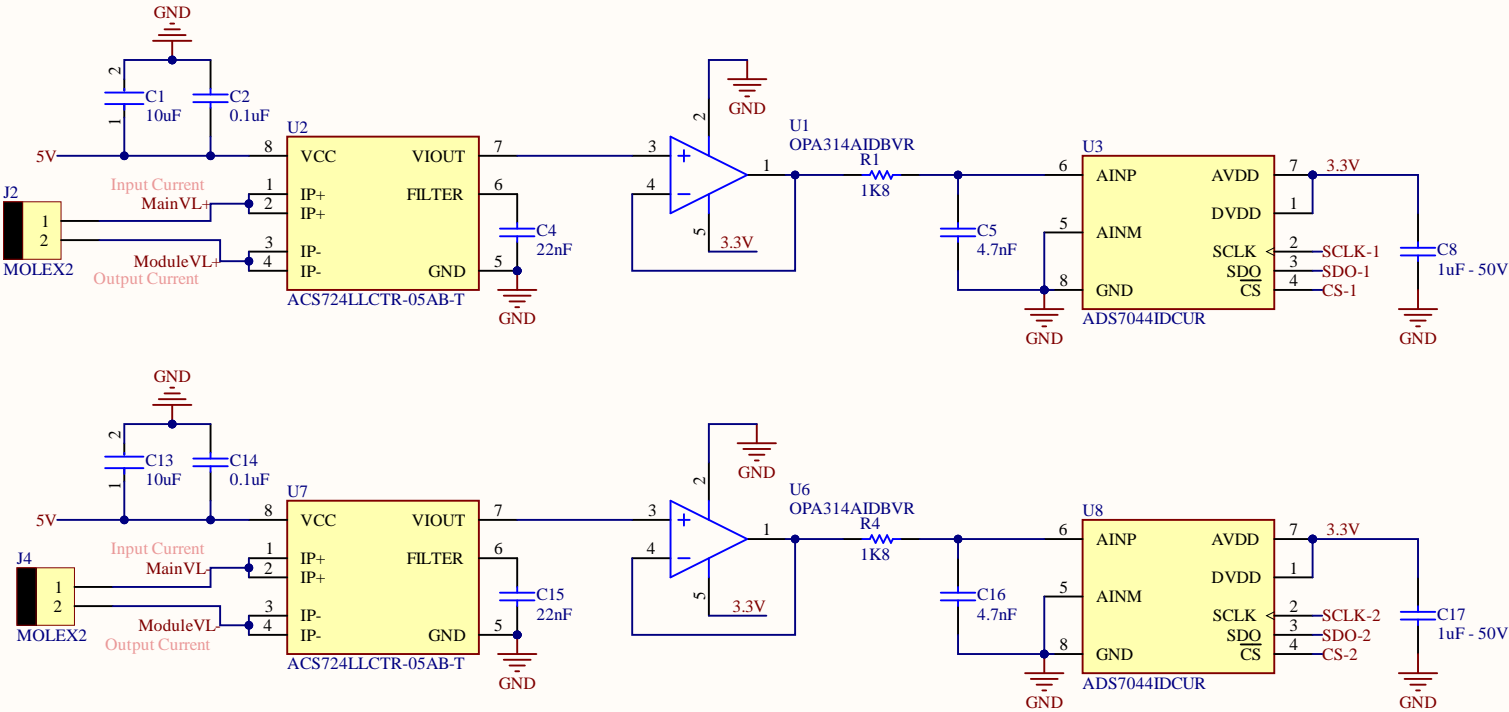 GND
2
C1
10uF
1
C2
0.1uF
5V
U2
8 VCC VIOUT 7
1 IP+ FILTER 6
2 IP+
3 IP-
4 IP- GND 5
ACS724LLCTR-05AB-T
J2
1
2
MOLEX2
Input Current
MainVL+
ModuleVL+
Output Current
C4
22nF
GND
GND
2
3
4
1
5
3.3V
U1
OPA314AIDBVR
R1
1K8
C5
4.7nF
GND
U3
6 AINP AVDD 7 3.3V
DVDD 1
5 AINM
SCLK 2 SCLK-1
SDO 3 SDO-1
8 GND CS 4 CS-1
ADS7044IDCUR
C8
1uF - 50V
GND
GND
2
C13
10uF
1
C14
0.1uF
5V
U7
8 VCC VIOUT 7
1 IP+ FILTER 6
2 IP+
3 IP-
4 IP- GND 5
ACS724LLCTR-05AB-T
J4
1
2
MOLEX2
Input Current
MainVL-
ModuleVL-
Output Current
C15
22nF
GND
GND
2
3
4
1
5
3.3V
U6
OPA314AIDBVR
R4
1K8
C16
4.7nF
GND
U8
6 AINP AVDD 7 3.3V
DVDD 1
5 AINM
SCLK 2 SCLK-2
SDO 3 SDO-2
8 GND CS 4 CS-2
ADS7044IDCUR
C17
1uF - 50V
GND